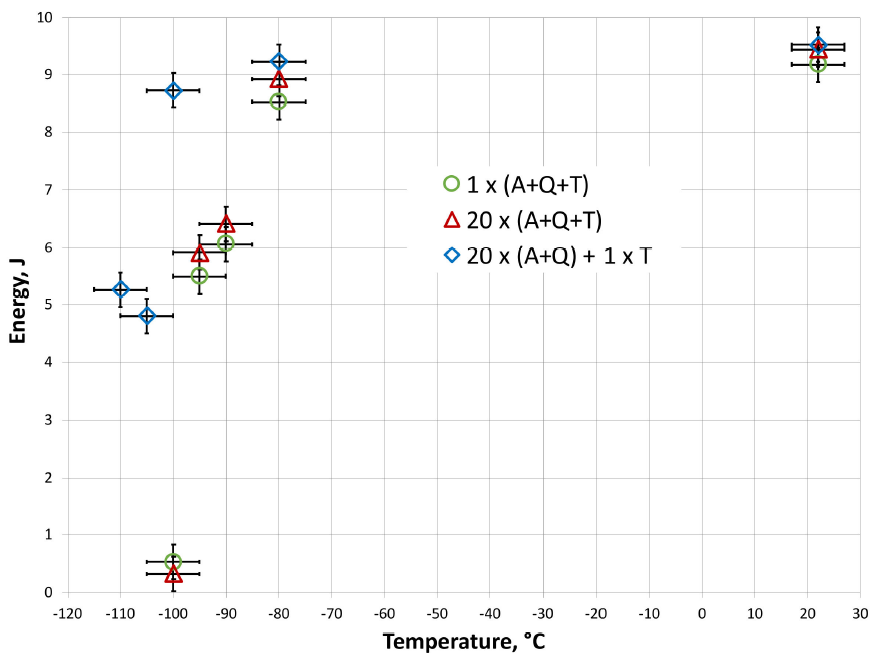 10
9
8
7
6
5
4
3
2
1
0
Energy, J
1 x (A+Q+T)
20 x (A+Q+T)
20 x (A+Q) + 1 x T
-120 -110 -100 -90 -80 -70 -60 -50 -40 -30 -20 -10 0 10 20 30
Temperature, °C